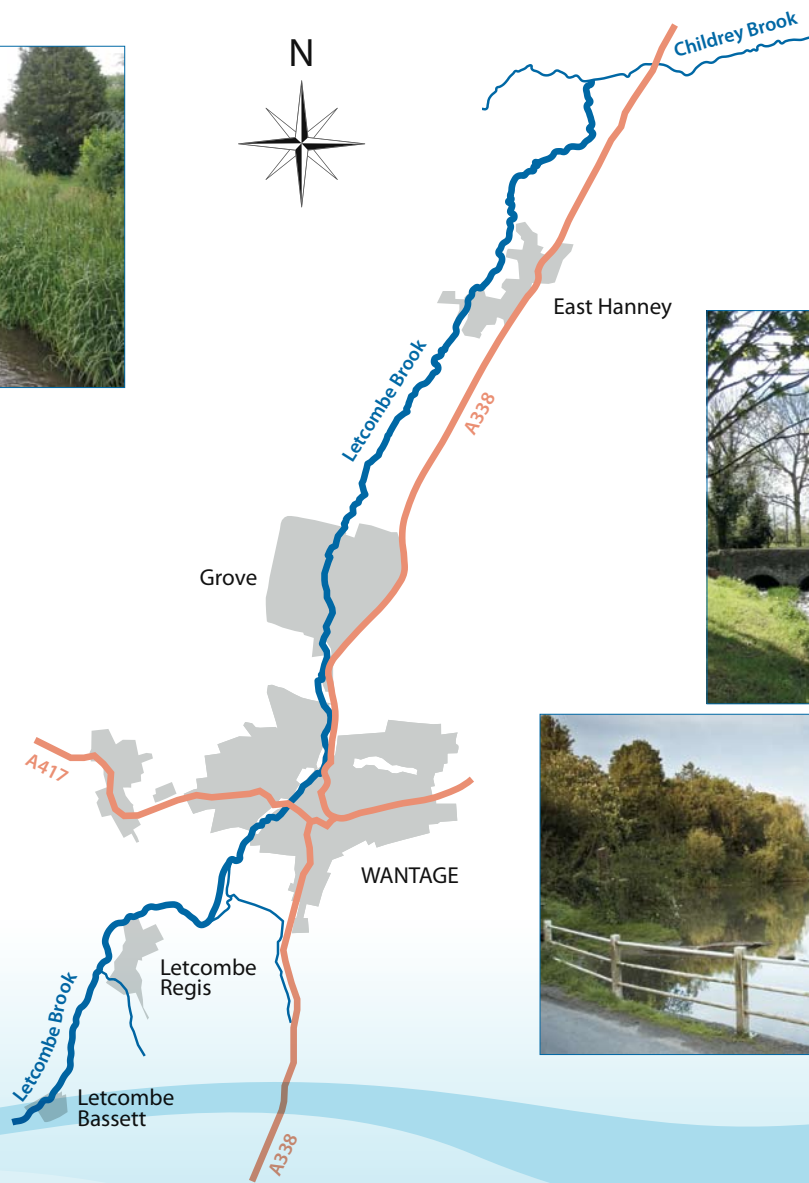 N
Childrey Brook
East Hanney
Letcombe Brook
A338
Grove
A417
WANTAGE
Letcombe
Regis
Letcombe Brook
Letcombe
Bassett
A338